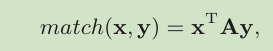 match(x, y) = xᵀAy,